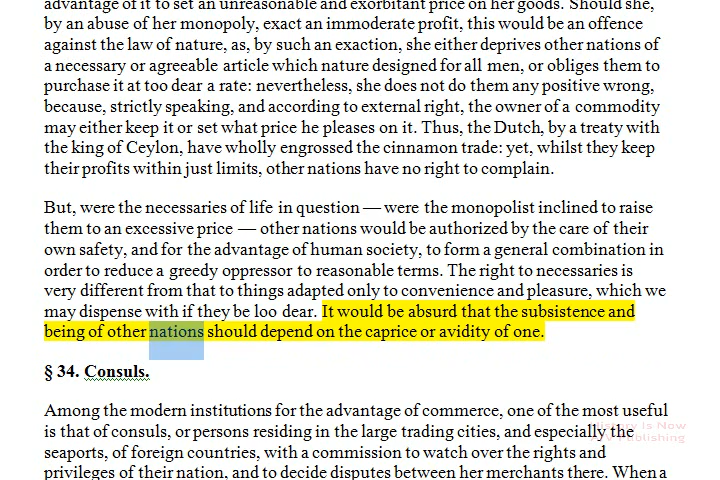 advantage of it to set an unreasonable and exorbitant price on her goods. Should she,
by an abuse of her monopoly, exact an immoderate profit, this would be an offence
against the law of nature, as, by such an exaction, she either deprives other nations of
a necessary or agreeable article which nature designed for all men, or obliges them to
purchase it at too dear a rate: nevertheless, she does not do them any positive wrong,
because, strictly speaking, and according to external right, the owner of a commodity
may either keep it or set what price he pleases on it. Thus, the Dutch, by a treaty with
the king of Ceylon, have wholly engrossed the cinnamon trade: yet, whilst they keep
their profits within just limits, other nations have no right to complain.
But, were the necessaries of life in question — were the monopolist inclined to raise
them to an excessive price — other nations would be authorized by the care of their
own safety, and for the advantage of human society, to form a general combination in
order to reduce a greedy oppressor to reasonable terms. The right to necessaries is
very different from that to things adapted only to convenience and pleasure, which we
may dispense with if they be loo dear. It would be absurd that the subsistence and
being of other nations should depend on the caprice or avidity of one.
§ 34. Consuls.
Among the modern institutions for the advantage of commerce, one of the most useful
is that of consuls, or persons residing in the large trading cities, and especially the
seaports, of foreign countries, with a commission to watch over the rights and
privileges of their nation, and to decide disputes between her merchants there. When a
History Is Now
Publishing